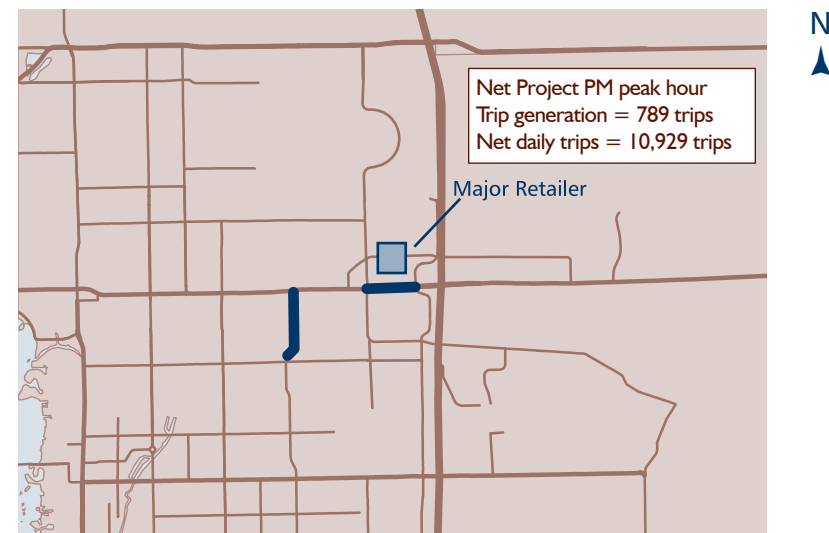 N
Net Project PM peak hour
Trip generation = 789 trips
Net daily trips = 10,929 trips
Major Retailer